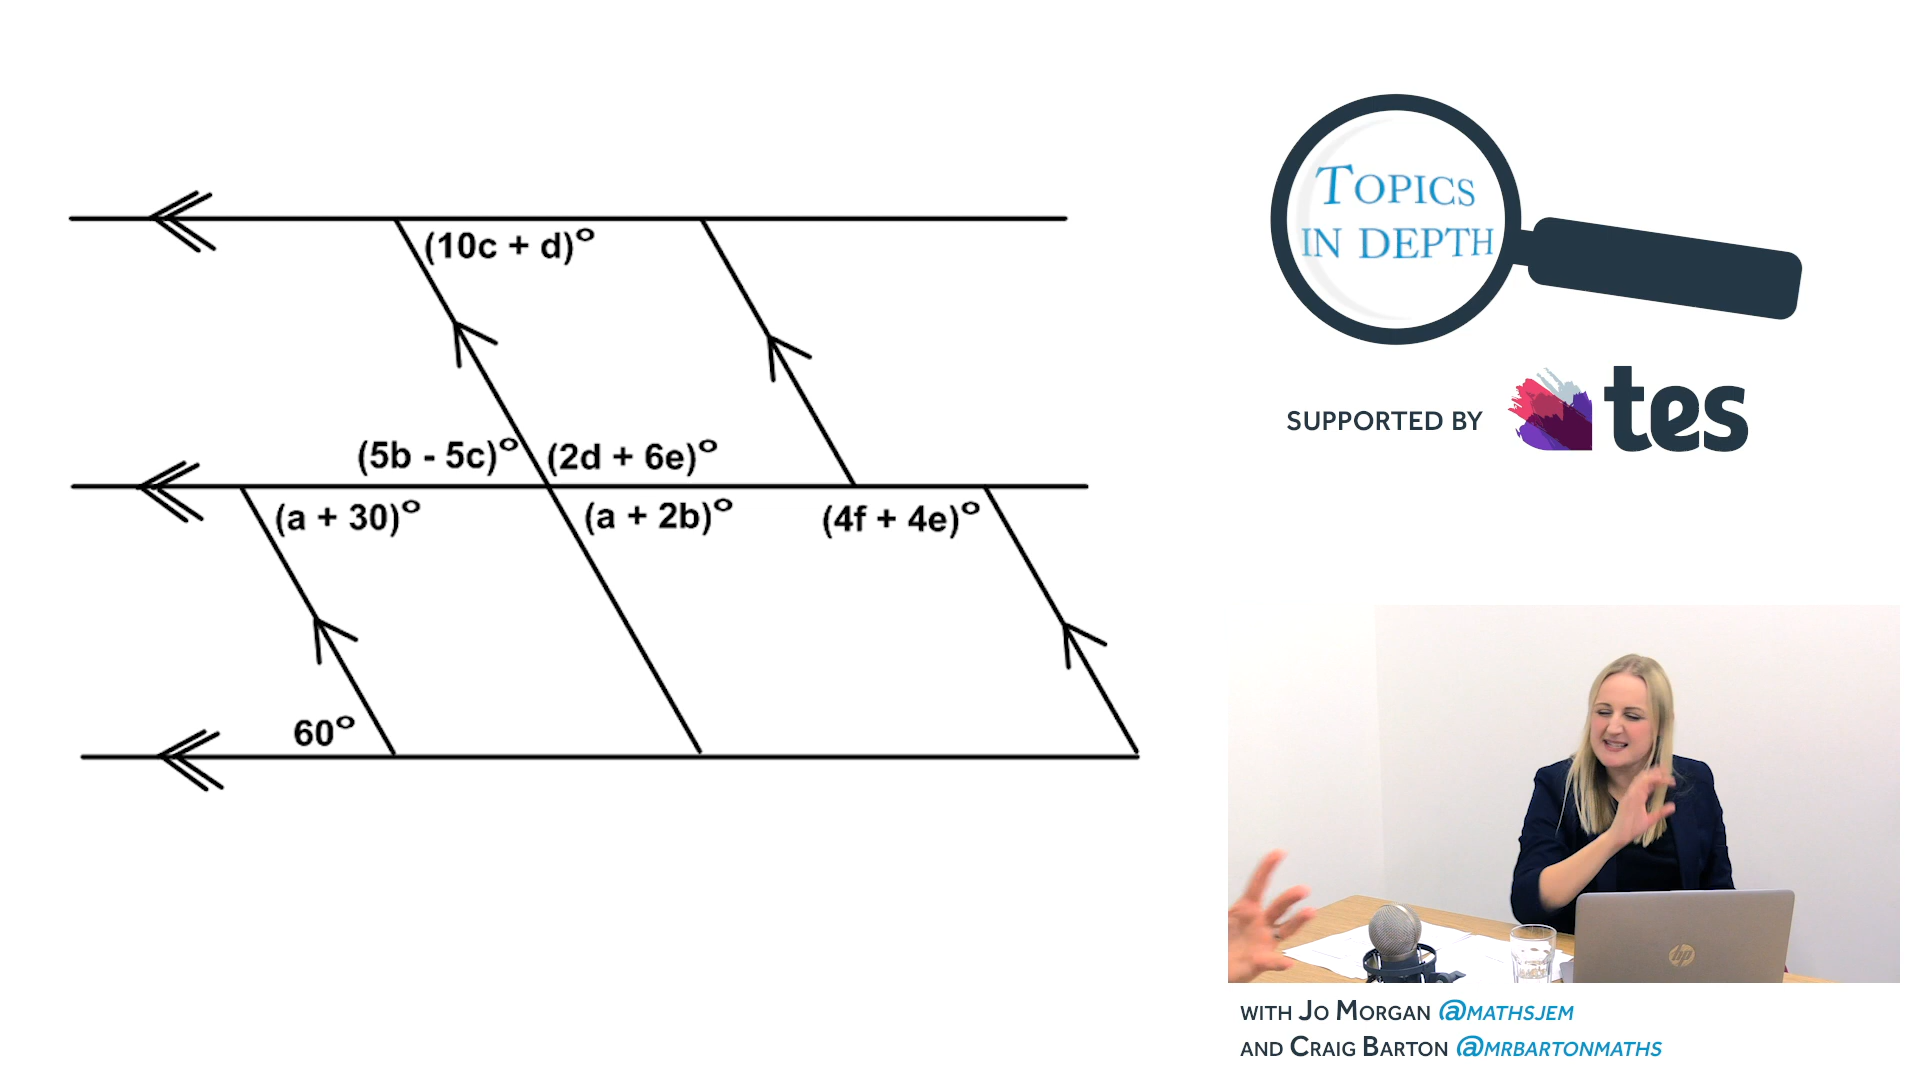 (10c + d)°
(5b - 5c)°
(2d + 6e)°
(a + 30)°
(a + 2b)°
(4f + 4e)°
60°
TOPICS
IN DEPTH
SUPPORTED BY
tes
hp
WITH JO MORGAN @MATHSJEM
AND CRAIG BARTON @MRBARTONMATHS